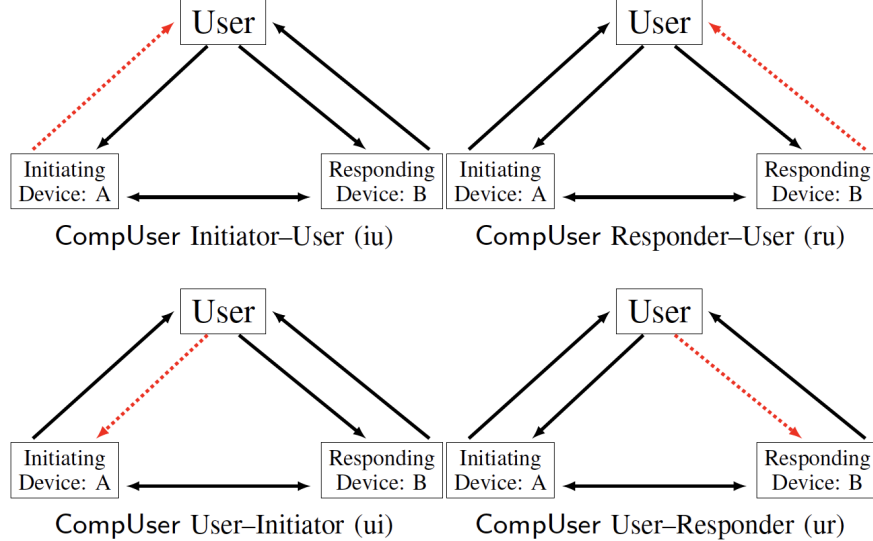 User
User
Initiating
Device: A
Responding
Device: B
Initiating
Device: A
Responding
Device: B
CompUser Initiator–User (iu)
CompUser Responder–User (ru)
User
User
Initiating
Device: A
Responding
Device: B
Initiating
Device: A
Responding
Device: B
CompUser User–Initiator (ui)
CompUser User–Responder (ur)